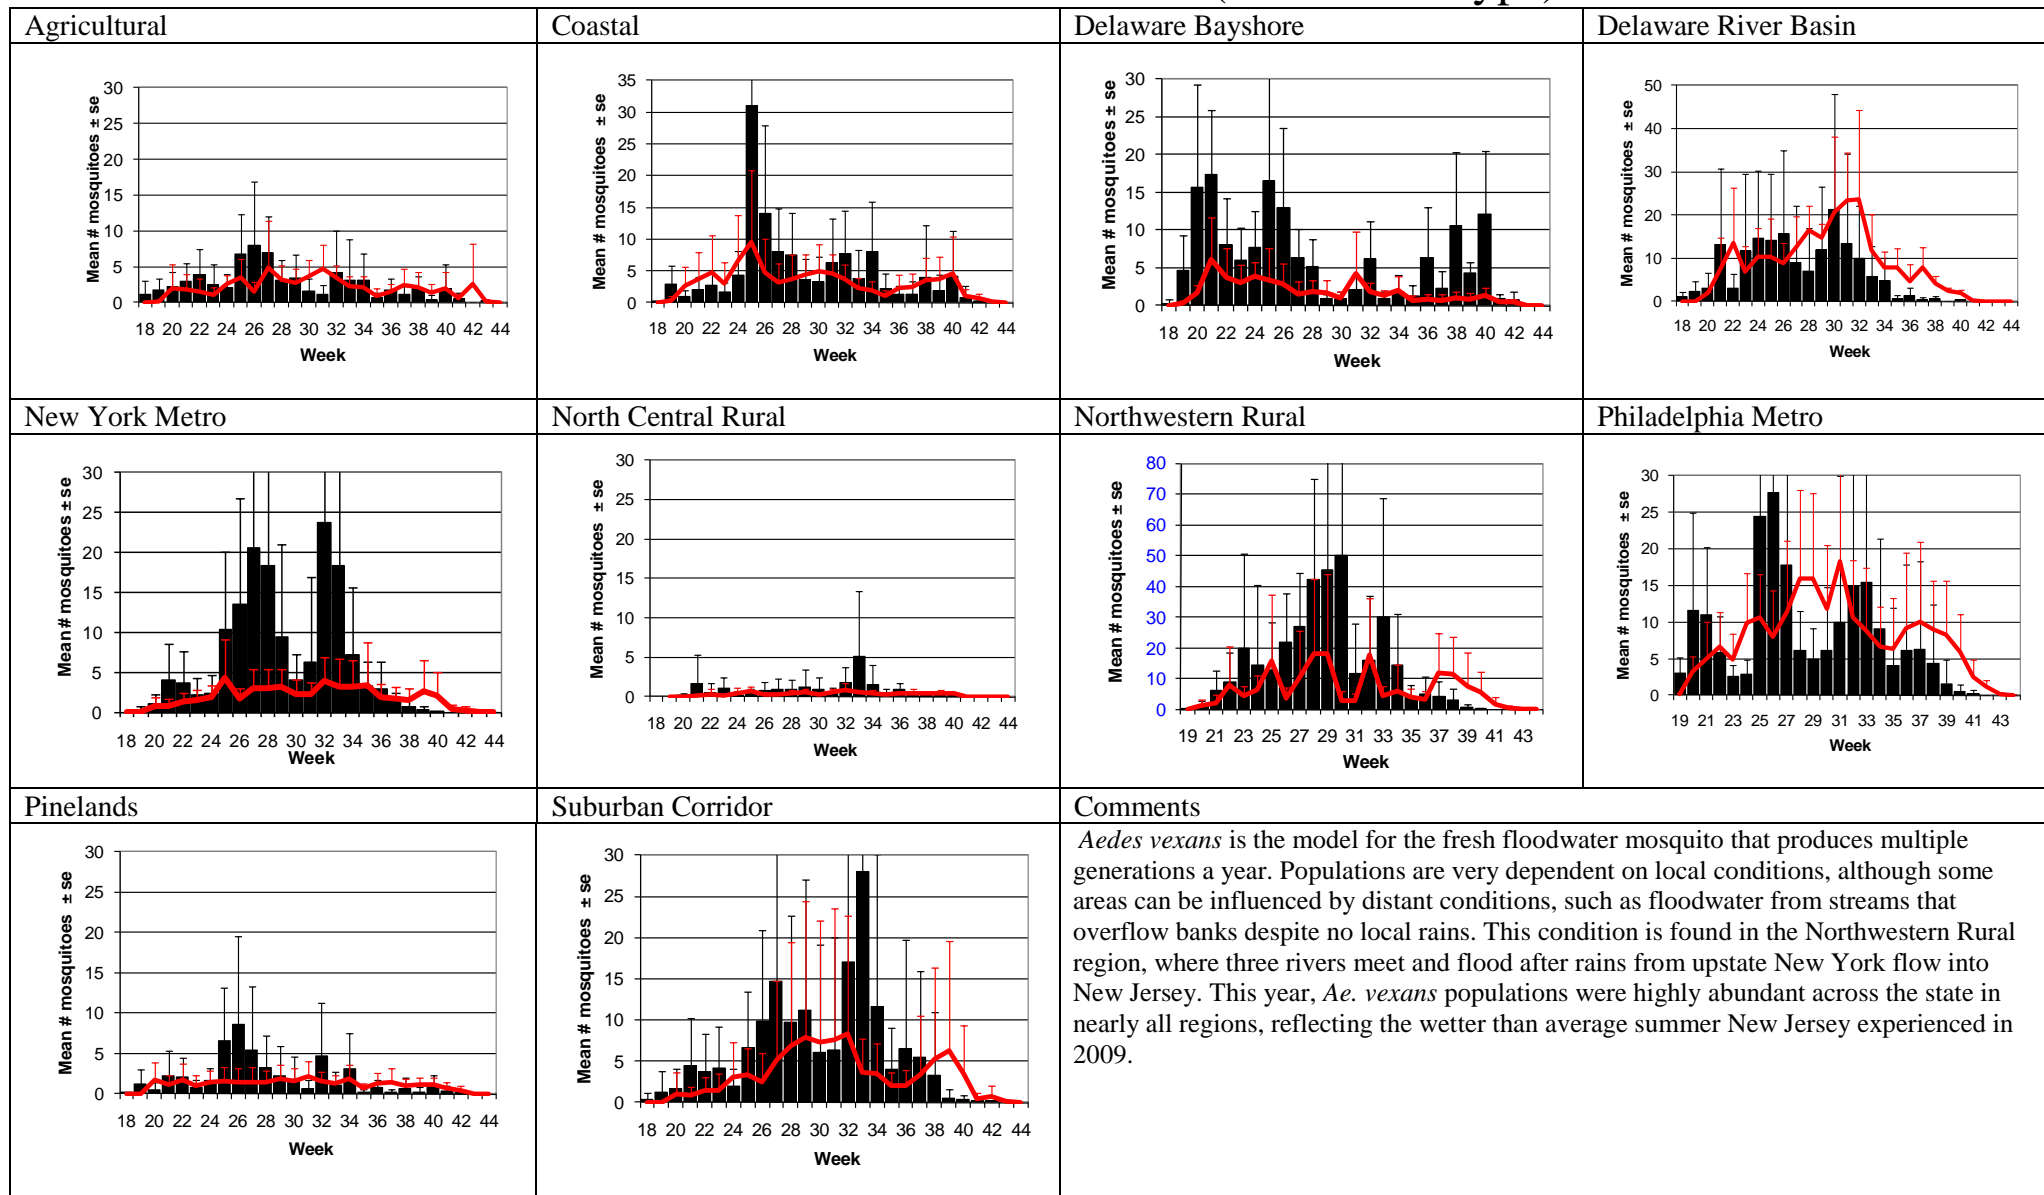 Agricultural
Mean # mosquitoes ± se
30
25
20
15
10
5
0
18 20 22 24 26 28 30 32 34 36 38 40 42 44
Week
Coastal
Mean # mosquitoes ± se
35
30
25
20
15
10
5
0
18 20 22 24 26 28 30 32 34 36 38 40 42 44
Week
Delaware Bayshore
Mean # mosquitoes ± se
30
25
20
15
10
5
0
18 20 22 24 26 28 30 32 34 36 38 40 42 44
Week
Delaware River Basin
Mean # mosquitoes ± se
50
40
30
20
10
0
18 20 22 24 26 28 30 32 34 36 38 40 42 44
Week
New York Metro
Mean # mosquitoes ± se
30
25
20
15
10
5
0
18 20 22 24 26 28 30 32 34 36 38 40 42 44
Week
North Central Rural
Mean # mosquitoes ± se
30
25
20
15
10
5
0
18 20 22 24 26 28 30 32 34 36 38 40 42 44
Week
Northwestern Rural
Mean # mosquitoes ± se
80
70
60
50
40
30
20
10
0
19 21 23 25 27 29 31 33 35 37 39 41 43
Week
Philadelphia Metro
Mean # mosquitoes ± se
30
25
20
15
10
5
0
19 21 23 25 27 29 31 33 35 37 39 41 43
Week
Pinelands
Mean # mosquitoes ± se
30
25
20
15
10
5
0
18 20 22 24 26 28 30 32 34 36 38 40 42 44
Week
Suburban Corridor
Mean # mosquitoes ± se
30
25
20
15
10
5
0
18 20 22 24 26 28 30 32 34 36 38 40 42 44
Week
Comments
Aedes vexans is the model for the fresh floodwater mosquito that produces multiple
generations a year. Populations are very dependent on local conditions, although some
areas can be influenced by distant conditions, such as floodwater from streams that
overflow banks despite no local rains. This condition is found in the Northwestern Rural
region, where three rivers meet and flood after rains from upstate New York flow into
New Jersey. This year, Ae. vexans populations were highly abundant across the state in
nearly all regions, reflecting the wetter than average summer New Jersey experienced in
2009.